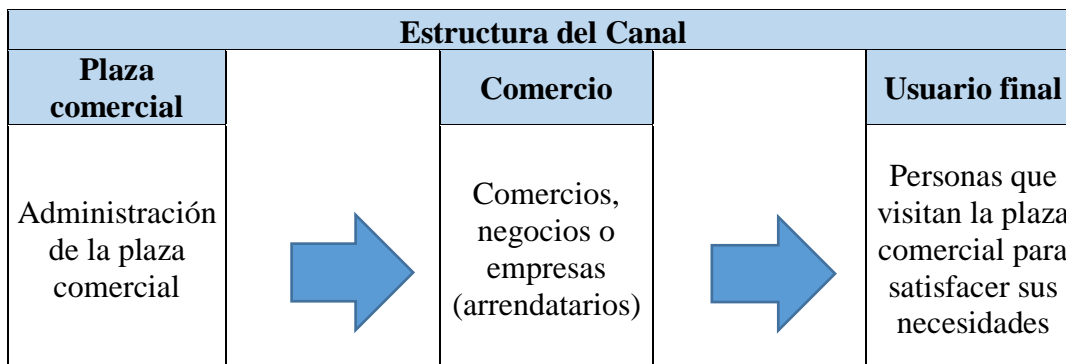 Estructura del Canal
Plaza
comercial
Comercio
Usuario final
Administración
de la plaza
comercial
Comercios,
negocios o
empresas
(arrendatarios)
Personas que
visitan la plaza
comercial para
satisfacer sus
necesidades